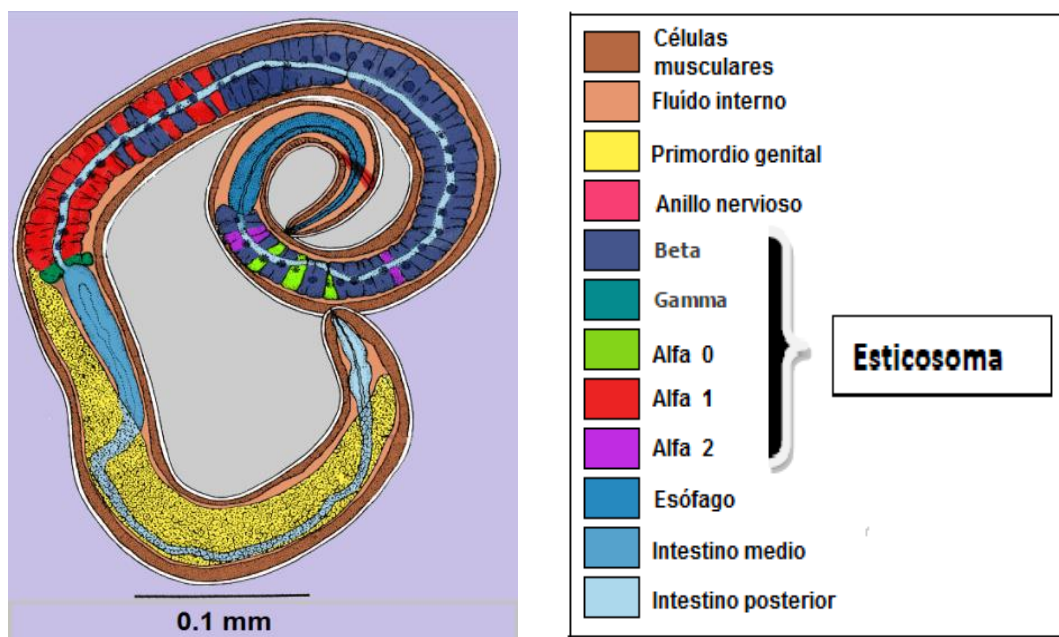 0.1 mm
Células
musculares
Fluído interno
Primordio genital
Anillo nervioso
Beta
Gamma
Alfa 0
Alfa 1
Alfa 2
Esticosoma
Esófago
Intestino medio
Intestino posterior